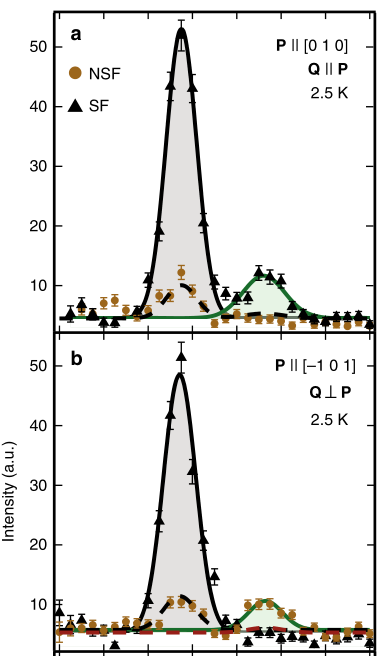 a
P || [0 1 0]
NSF
Q || P
SF
2.5 K
50
40
30
20
10
b
P || [–1 0 1]
Q ⊥ P
2.5 K
50
40
30
20
10
Intensity (a.u.)